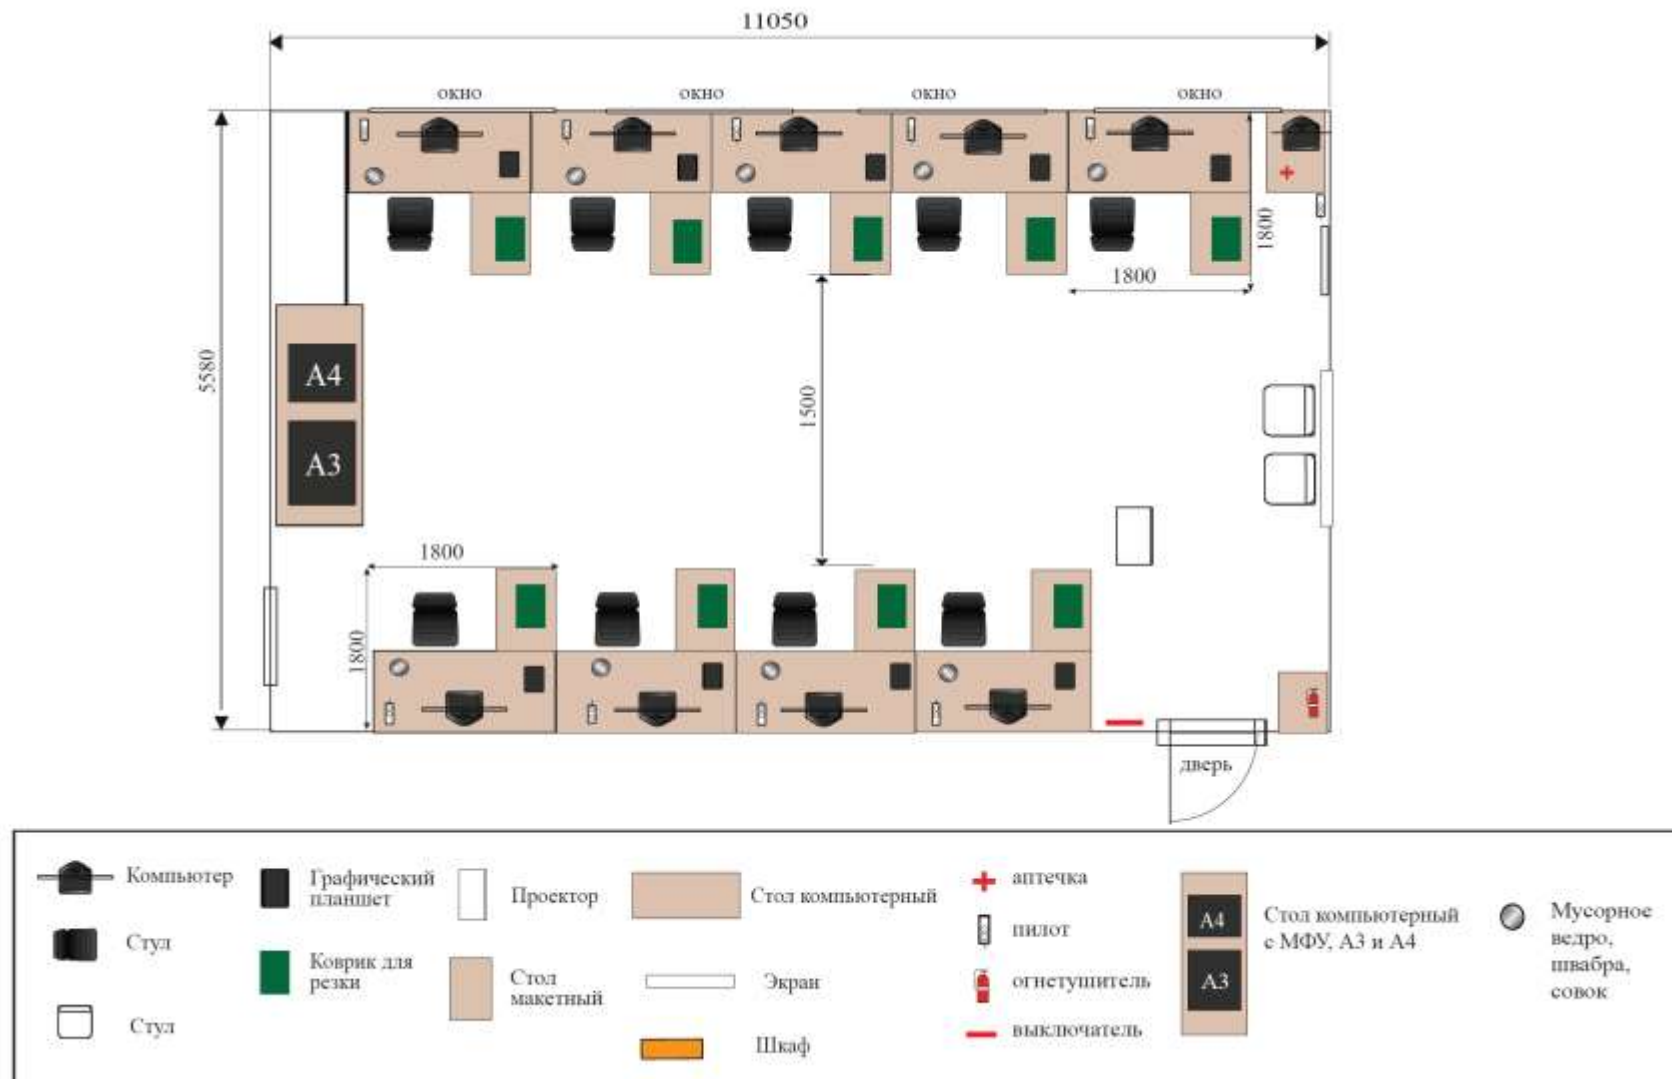 11050
окно
окно
окно
окно
1800
1800
5580
A4
A3
1500
1800
1800
дверь
Компьютер
Стул
Стул
Графический
планшет
Коврик для
резки
Проектор
Стол
макетный
Стол компьютерный
Экран
Шкаф
аптечка
пилот
огнетушитель
выключатель
A4
A3
Стол компьютерный
с МФУ, А3 и А4
Мусорное
ведро,
швабра,
совок